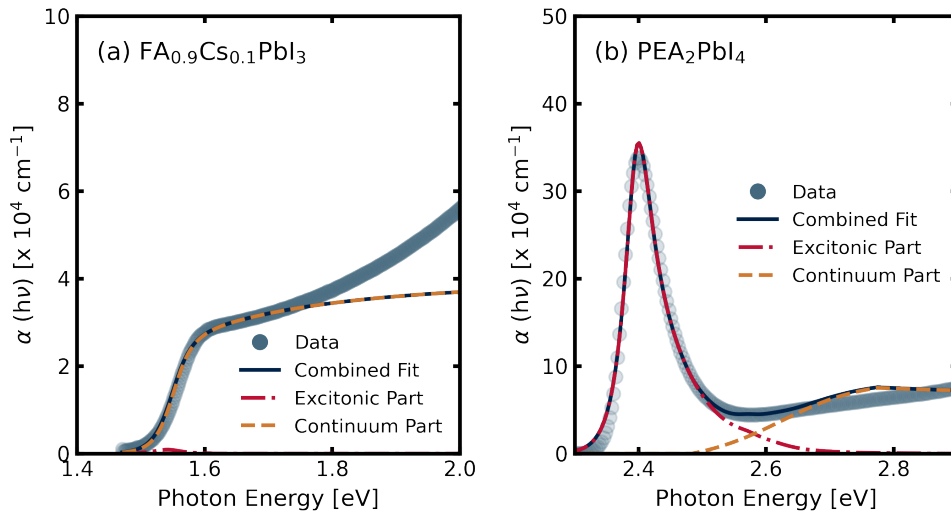 (a) FA₀.₉Cs₀.₁PbI₃
10
8
6
4
2
0
α (hν) [x 10⁴ cm⁻¹]
Data
Combined Fit
Excitonic Part
Continuum Part
1.4 1.6 1.8 2.0
Photon Energy [eV]
(b) PEA₂PbI₄
50
40
30
20
10
0
α (hν) [x 10⁴ cm⁻¹]
Data
Combined Fit
Excitonic Part
Continuum Part
2.4 2.6 2.8
Photon Energy [eV]